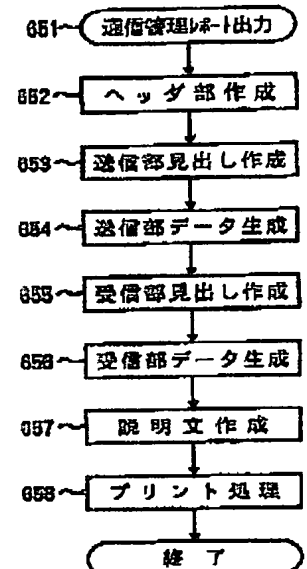 651 通信管理レポート出力
652 ヘッダ部作成
653 送信部見出し作成
654 送信部データ生成
655 受信部見出し作成
656 受信部データ生成
657 説明文作成
658 プリント処理
終了